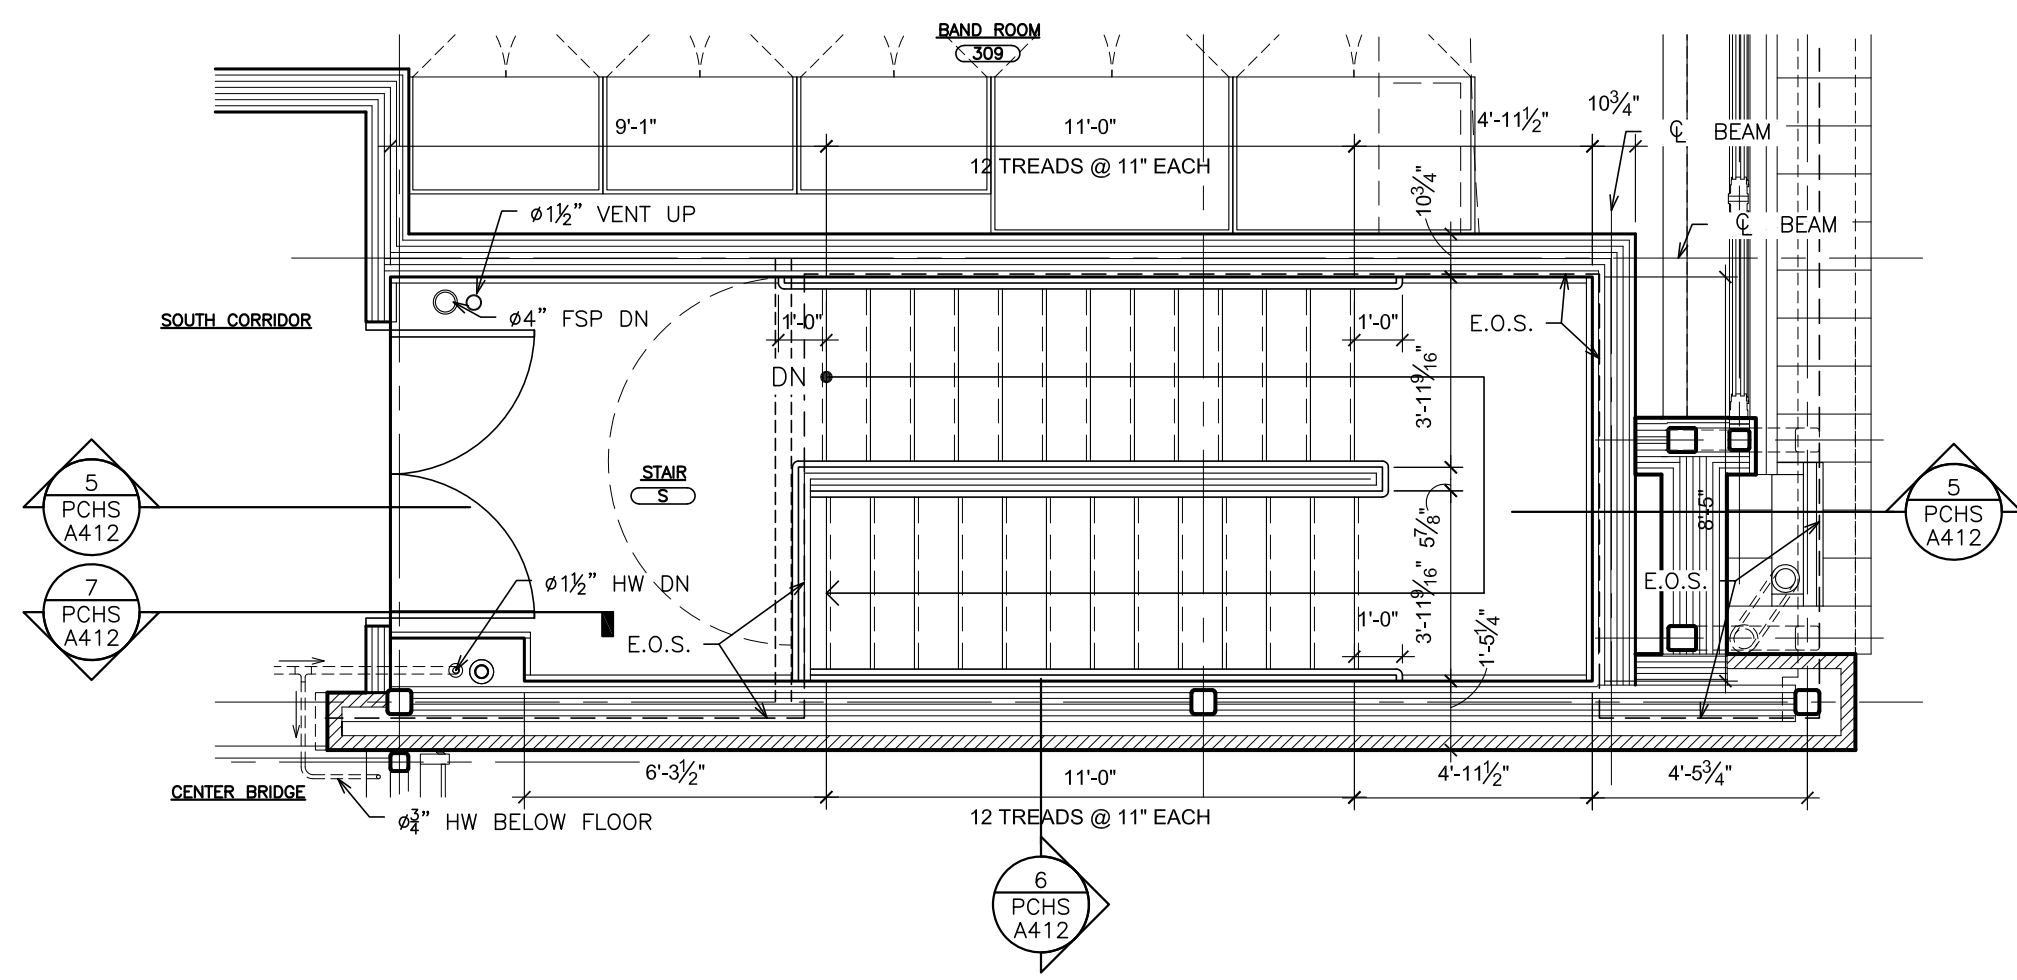 BAND ROOM
309
10¾"
9'-1"
11'-0"
4'-11½"
℄ BEAM
12 TREADS @ 11" EACH
10¾"
ø1½” VENT UP
℄ BEAM
SOUTH CORRIDOR
ø4” FSP DN
1'-0"
1'-0"
E.O.S.
DN
3'-11 9/16"
STAIR
S
5
PCHS
A412
5
PCHS
A412
5⅞"
8'-5"
7
PCHS
A412
ø1½” HW DN
E.O.S.
3'-11 9/16"
1'-0"
E.O.S.
1'-5¼"
6'-3½"
11'-0"
4'-11½"
4'-5¾"
CENTER BRIDGE
12 TREADS @ 11" EACH
ø¾” HW BELOW FLOOR
6
PCHS
A412